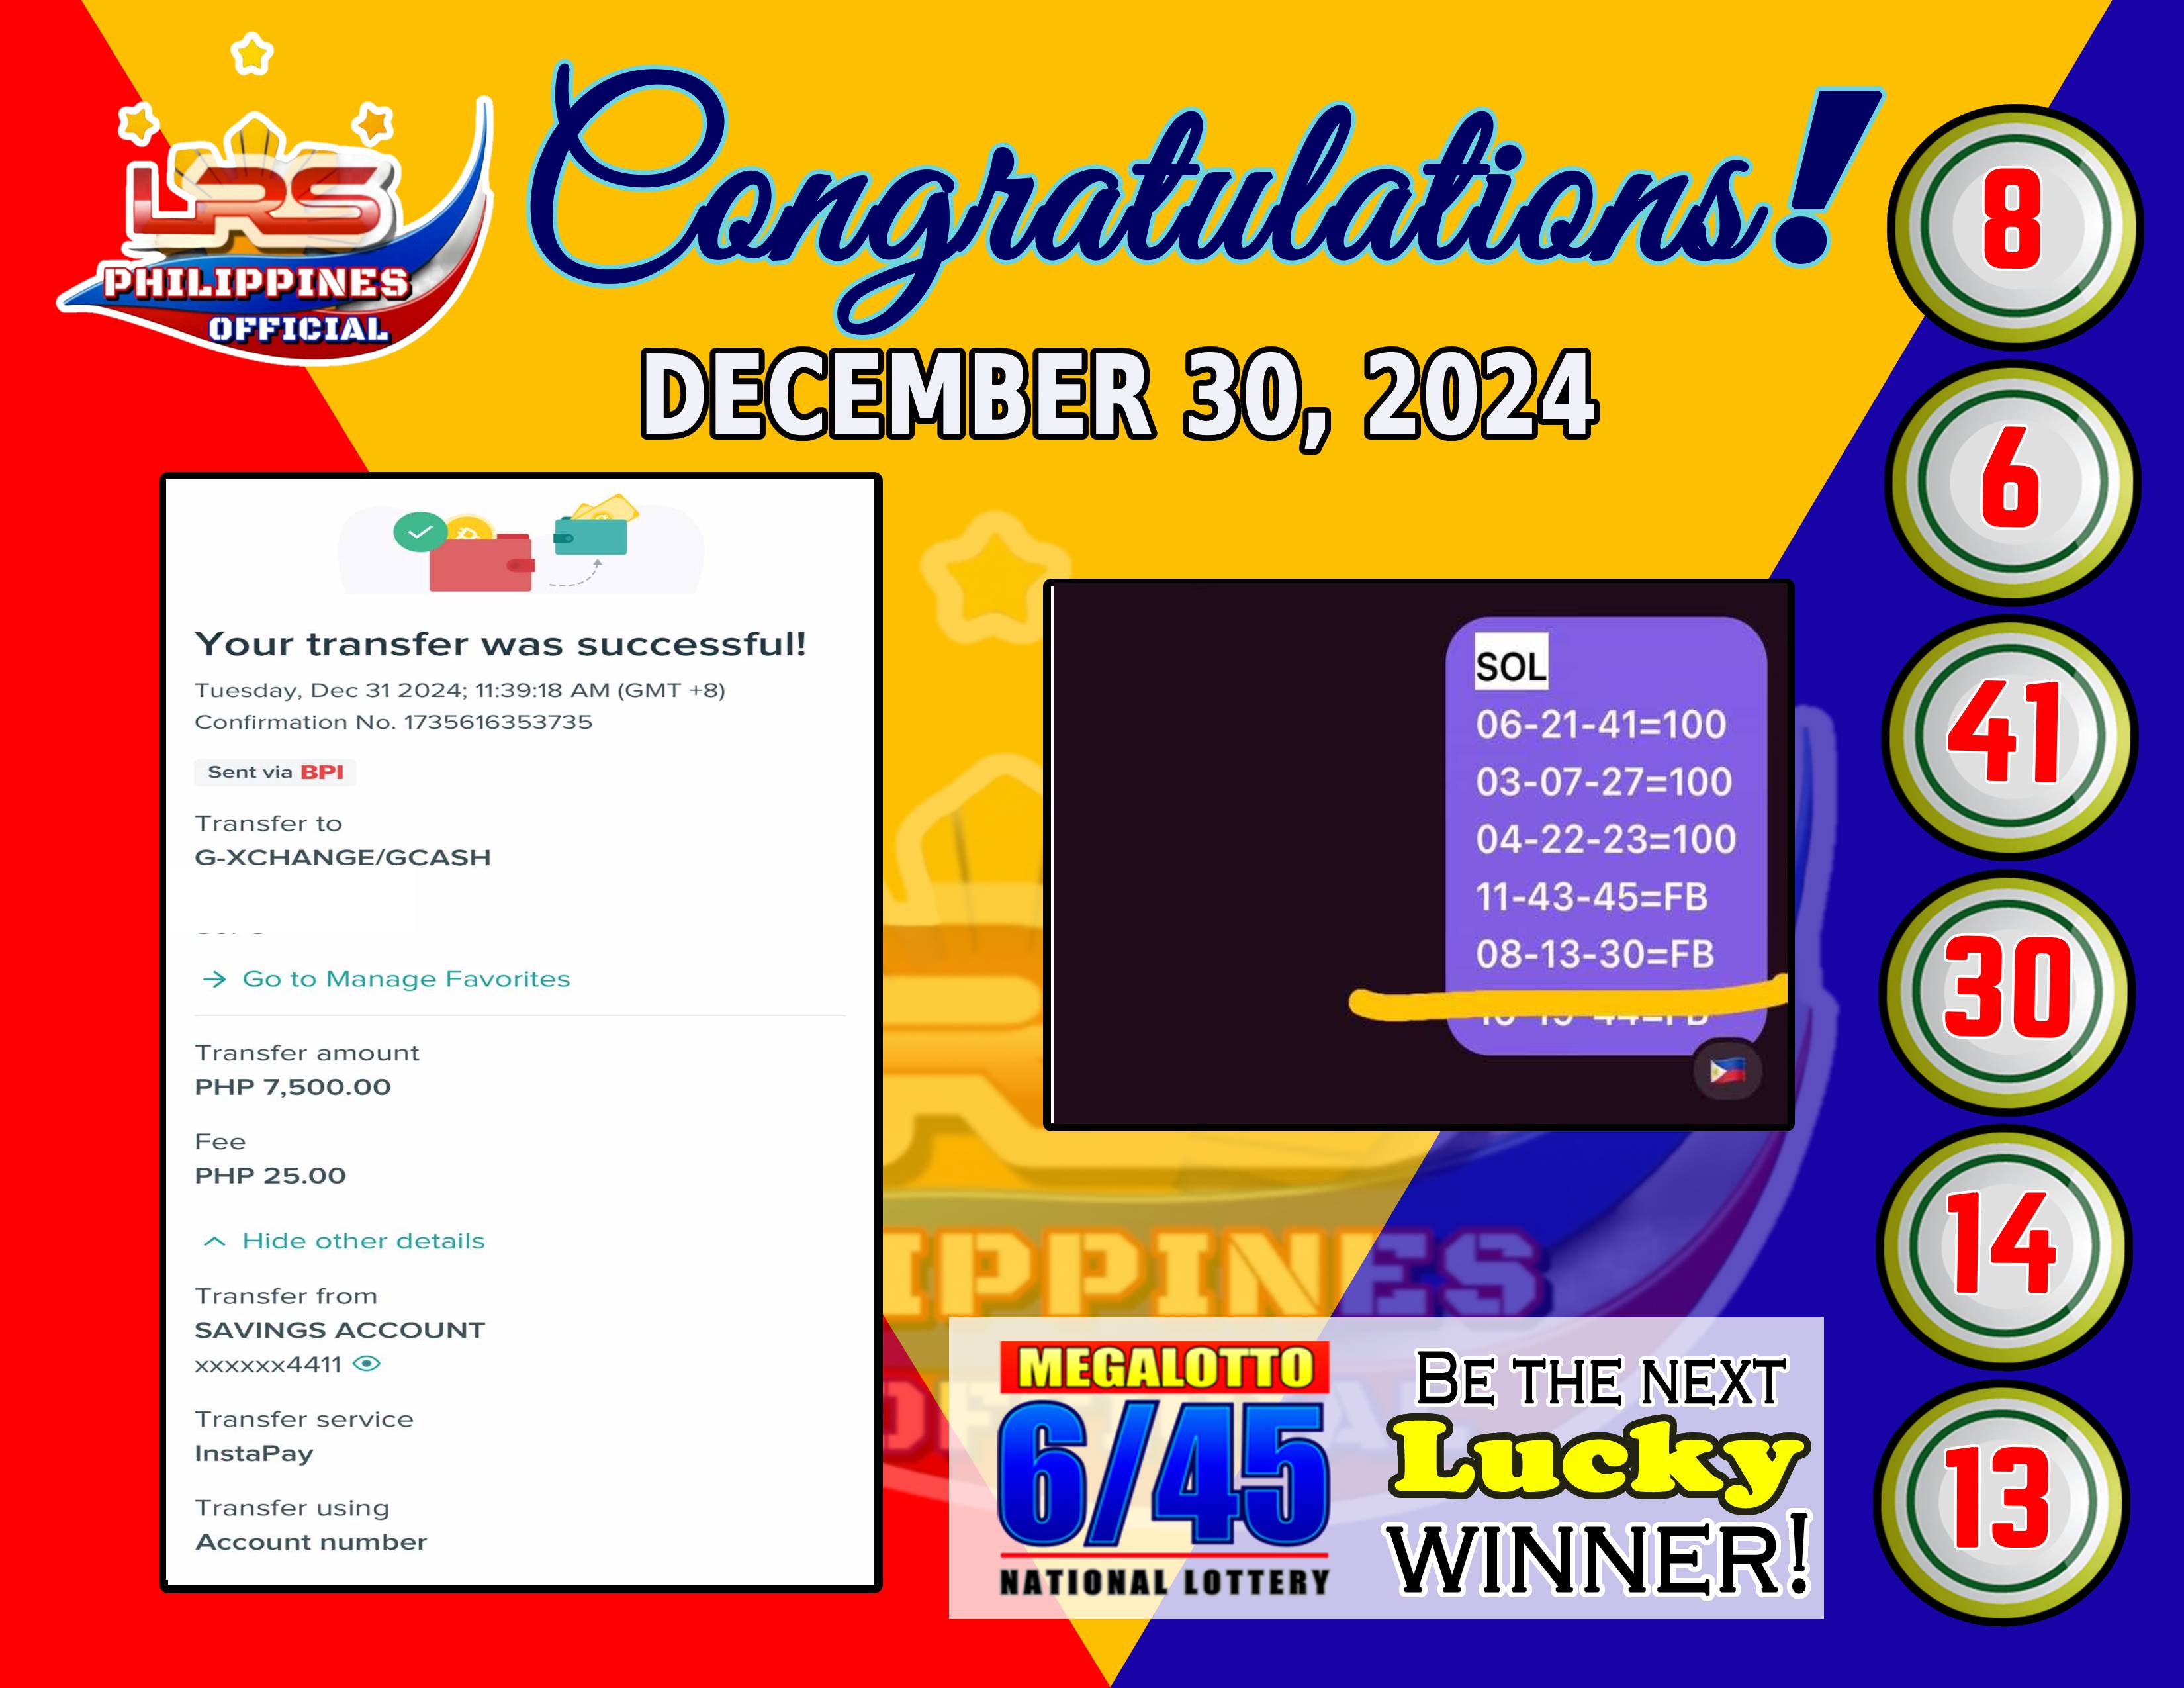 LRS
PHILIPPINES
OFFICIAL
Congratulations!
DECEMBER 30, 2024
Your transfer was successful!
Tuesday, Dec 31 2024; 11:39:18 AM (GMT +8)
Confirmation No. 1735616353735
Sent via BPI
Transfer to
G-XCHANGE/GCASH
→ Go to Manage Favorites
Transfer amount
PHP 7,500.00
Fee
PHP 25.00
Hide other details
Transfer from
SAVINGS ACCOUNT
xxxxxx4411
Transfer service
InstaPay
Transfer using
Account number
SOL
06-21-41=100
03-07-27=100
04-22-23=100
11-43-45=FB
08-13-30=FB
MEGALOTTO
6/45
NATIONAL LOTTERY
BE THE NEXT
Lucky
WINNER!
8
6
41
30
14
13